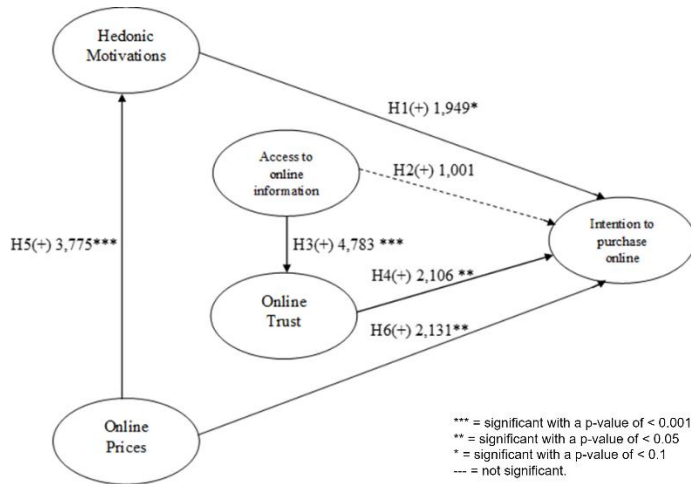 Hedonic
Motivations
H1(+) 1,949*
Access to
online
information
H2(+) 1,001
Intention to
purchase
online
H5(+) 3,775***
H3(+) 4,783 ***
H4(+) 2,106 **
Online
Trust
H6(+) 2,131**
Online
Prices
*** = significant with a p-value of < 0.001
** = significant with a p-value of < 0.05
* = significant with a p-value of < 0.1
--- = not significant.